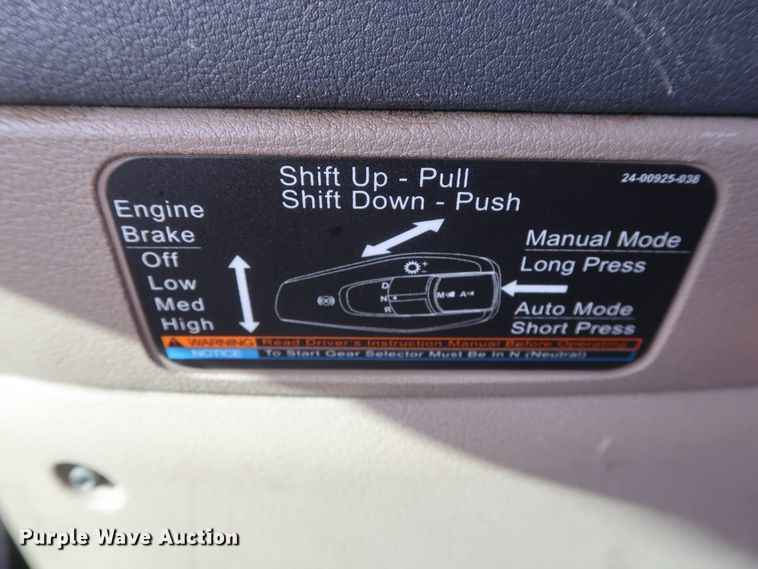 Shift Up - Pull
Shift Down - Push
24-00925-038
Engine
Brake
Off
Low
Med
High
Manual Mode
Long Press
Auto Mode
Short Press
D
N
R
M
A
+
-
WARNING Read Driver's Instruction Manual Before Operating
NOTICE To Start Gear Selector Must Be In N (Neutral)
Purple Wave Auction